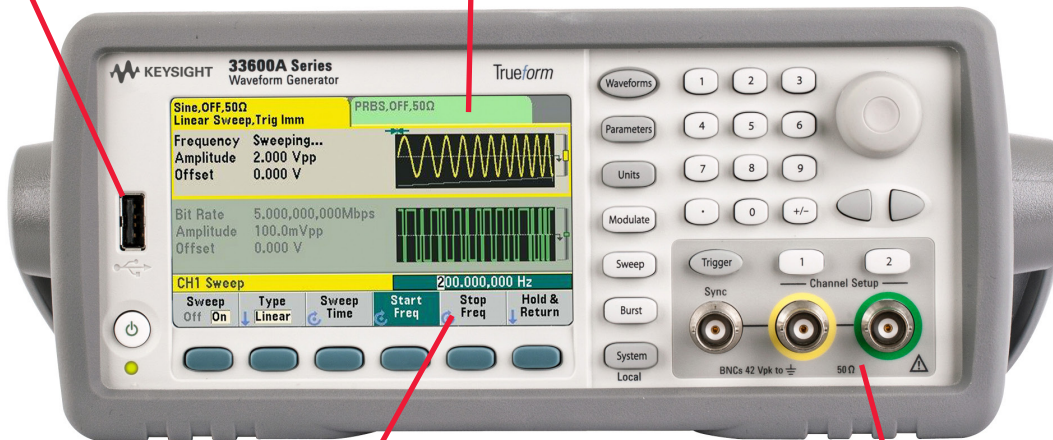 KEYSIGHT 33600A Series
Waveform Generator
Trueform
Sine,OFF,50Ω
Linear Sweep,Trig Imm
PRBS,OFF,50Ω
Frequency Sweeping...
Amplitude 2.000 Vpp
Offset 0.000 V
Bit Rate 5.000,000,000Mbps
Amplitude 100.0mVpp
Offset 0.000 V
CH1 Sweep 200.000,000 Hz
Sweep
Off On
Type
Linear
Sweep
Time
Start
Freq
Stop
Freq
Hold &
Return
Waveforms
Parameters
Units
Modulate
Sweep
Burst
System
Local
1 2 3
4 5 6
7 8 9
. 0 +/-
Trigger 1 2
Channel Setup
Sync
BNCs 42 Vpk to ⏚ 50 Ω